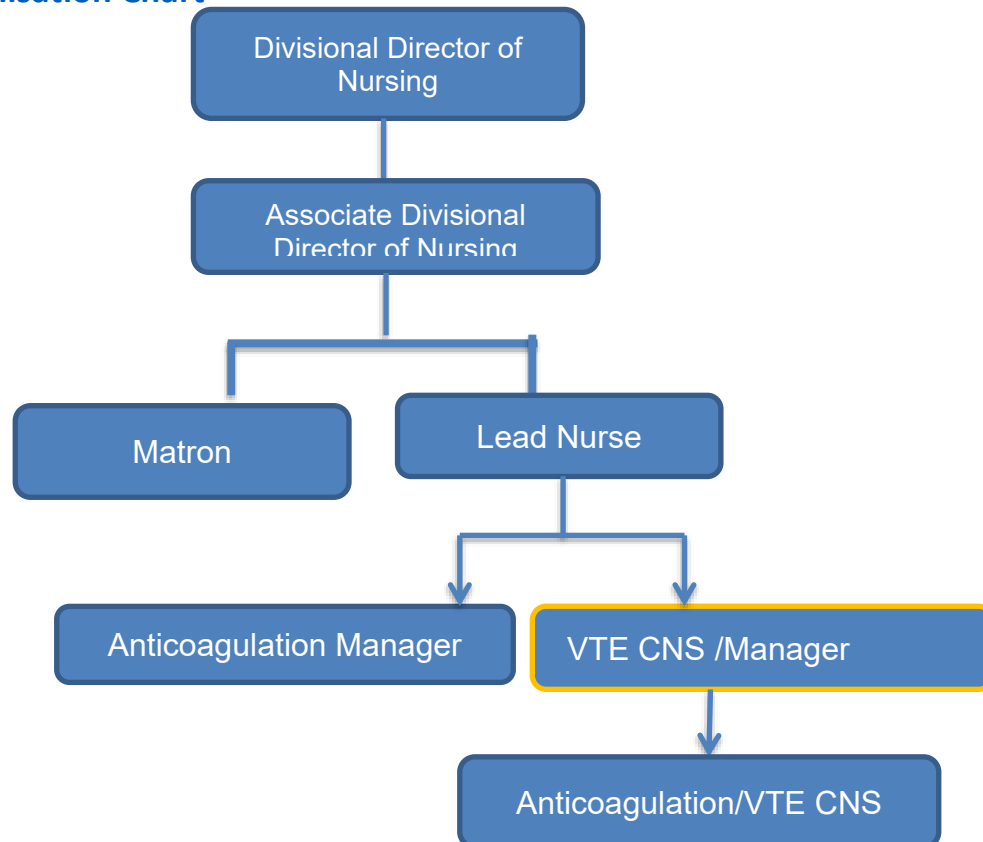 Divisional Director of
Nursing
Associate Divisional
Director of Nursing
Matron
Lead Nurse
Anticoagulation Manager
VTE CNS /Manager
Anticoagulation/VTE CNS